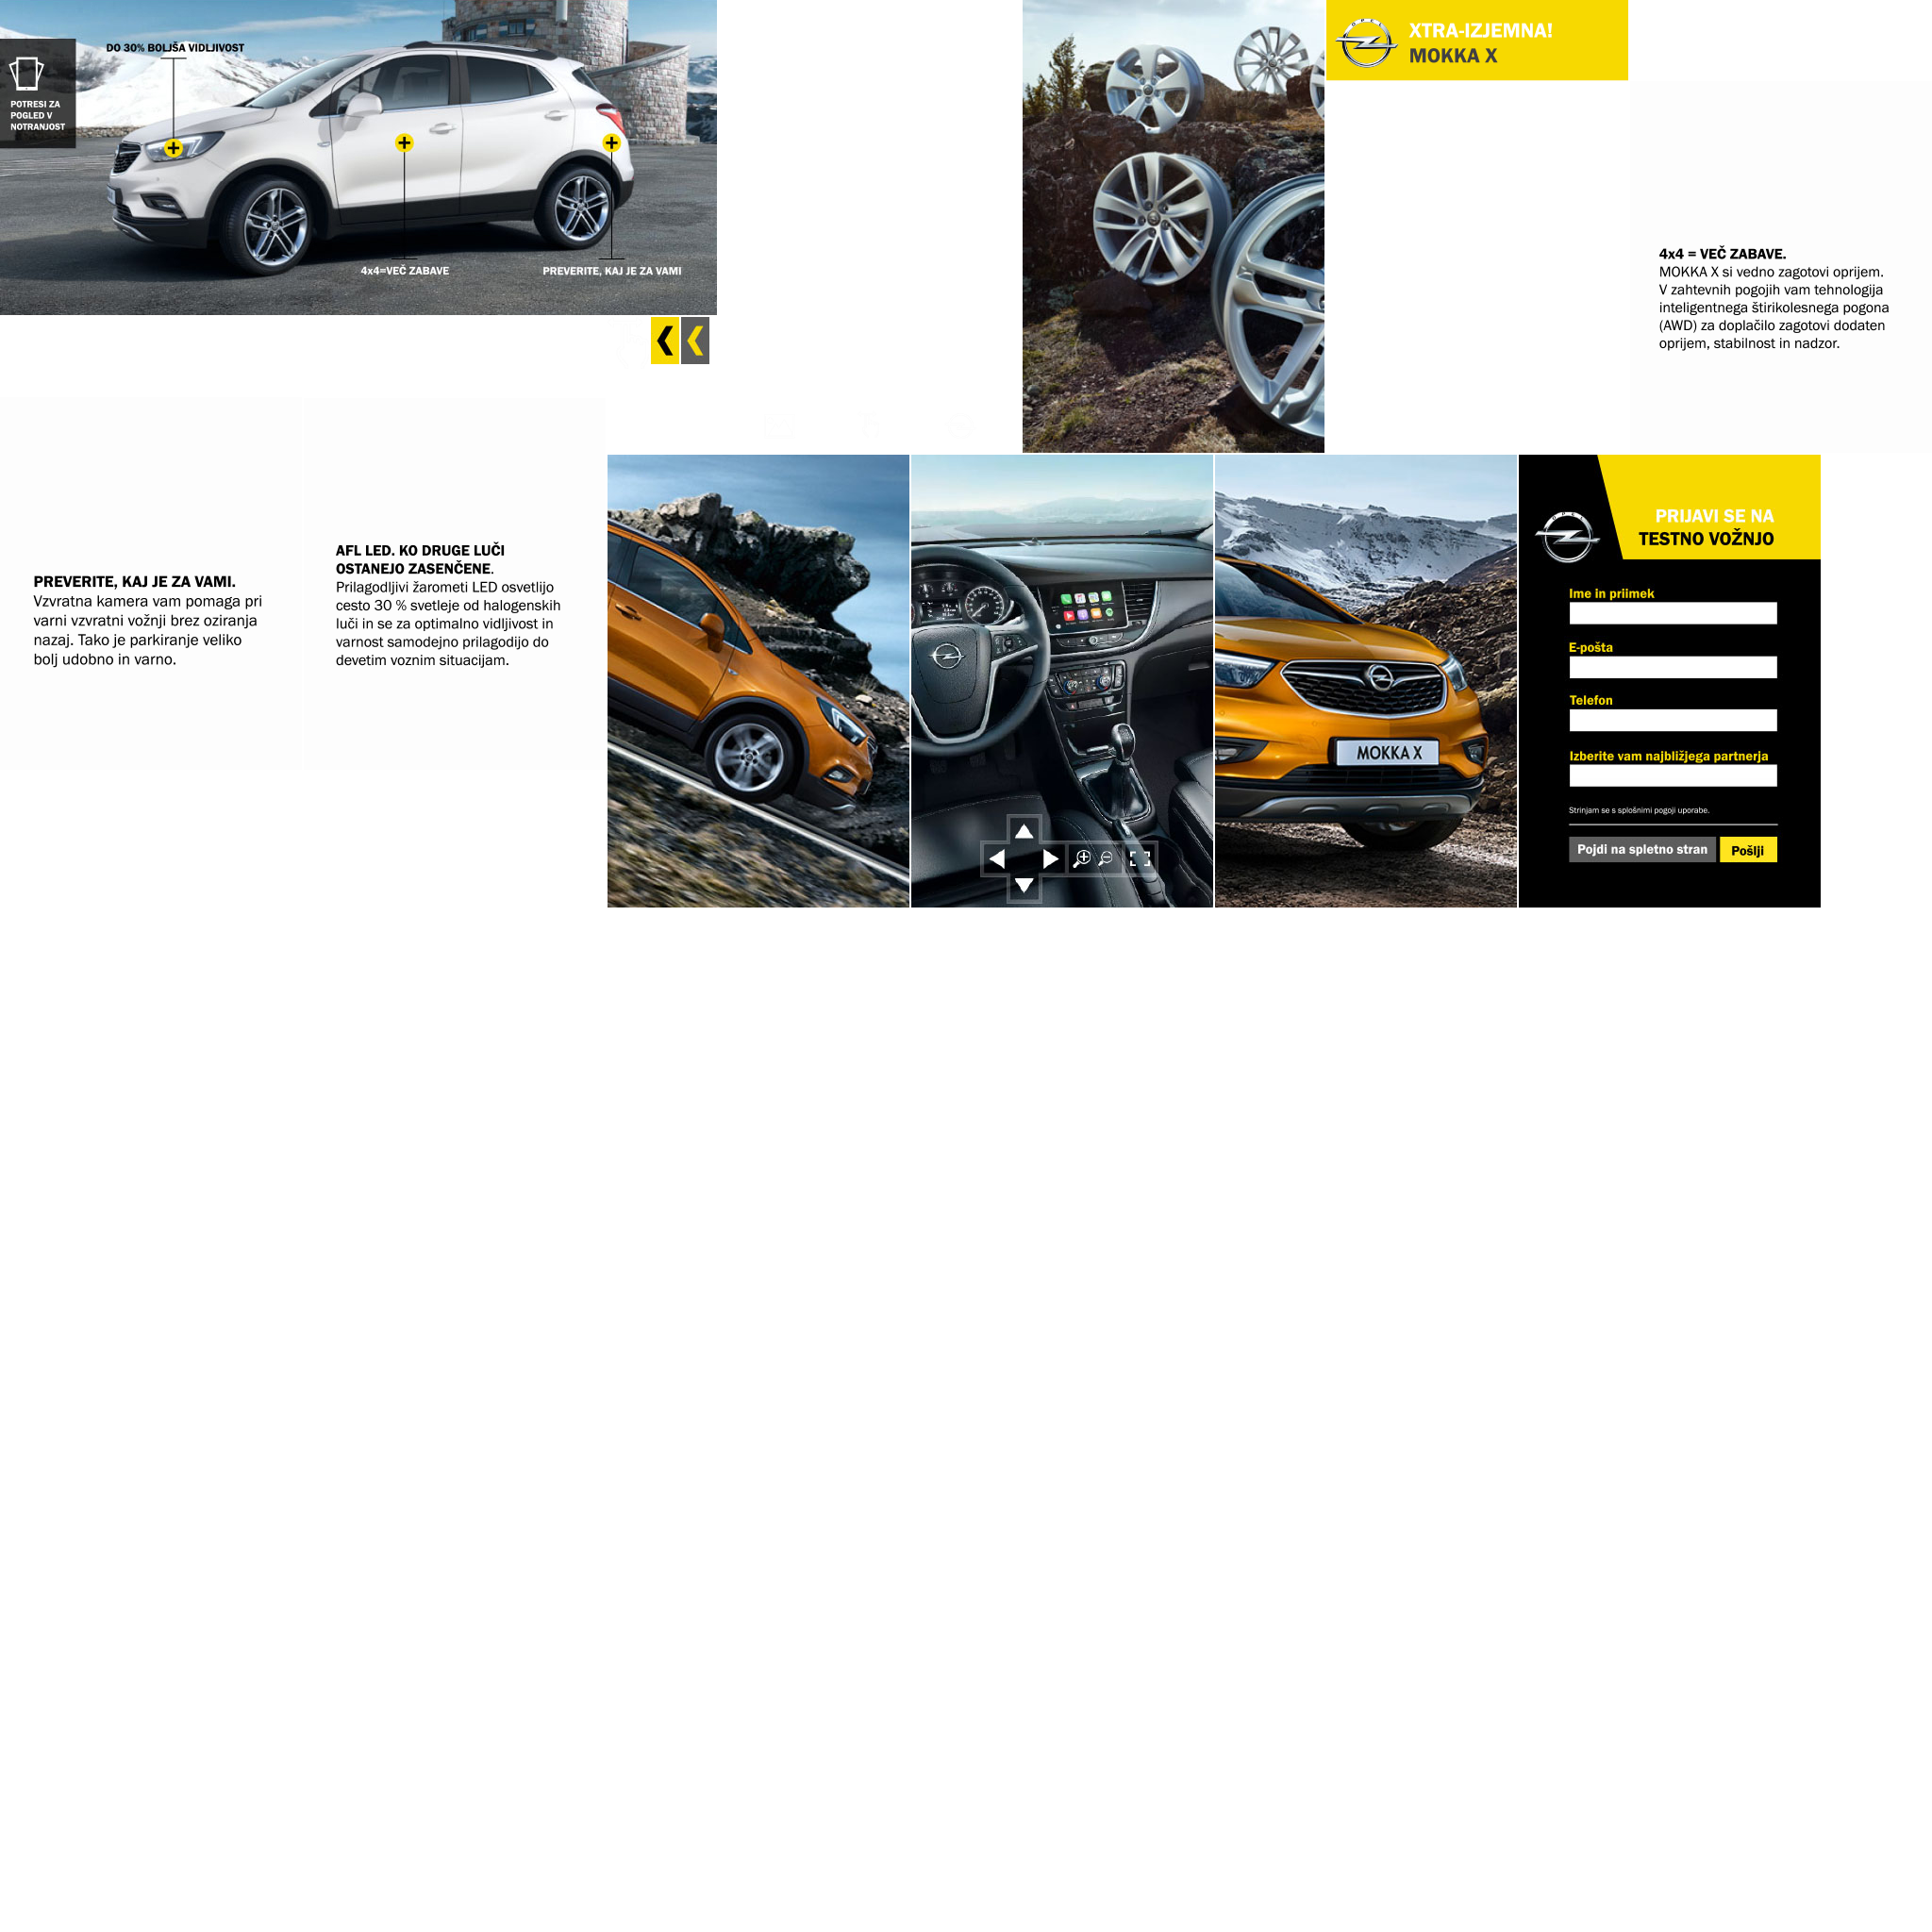 DO 30% BOLJŠA VIDLJIVOST
POTRESI ZA
POGLED V
NOTRANJOST
4x4=VEČ ZABAVE
PREVERITE, KAJ JE ZA VAMI
OPEL
XTRA-IZJEMNA!
MOKKA X
4x4 = VEČ ZABAVE.
MOKKA X si vedno zagotovi oprijem.
V zahtevnih pogojih vam tehnologija
inteligentnega štirikolesnega pogona
(AWD) za doplačilo zagotovi dodaten
oprijem, stabilnost in nadzor.
PREVERITE, KAJ JE ZA VAMI.
Vzvratna kamera vam pomaga pri
varni vzvratni vožnji brez oziranja
nazaj. Tako je parkiranje veliko
bolj udobno in varno.
AFL LED. KO DRUGE LUČI
OSTANEJO ZASENČENE.
Prilagodljivi žarometi LED osvetlijo
cesto 30 % svetleje od halogenskih
luči in se za optimalno vidljivost in
varnost samodejno prilagodijo do
devetim voznim situacijam.
MOKKA X
OPEL
PRIJAVI SE NA
TESTNO VOŽNJO
Ime in priimek
E-pošta
Telefon
Izberite vam najbližjega partnerja
Strinjam se s splošnimi pogoji uporabe.
Pojdi na spletno stran
Pošlji